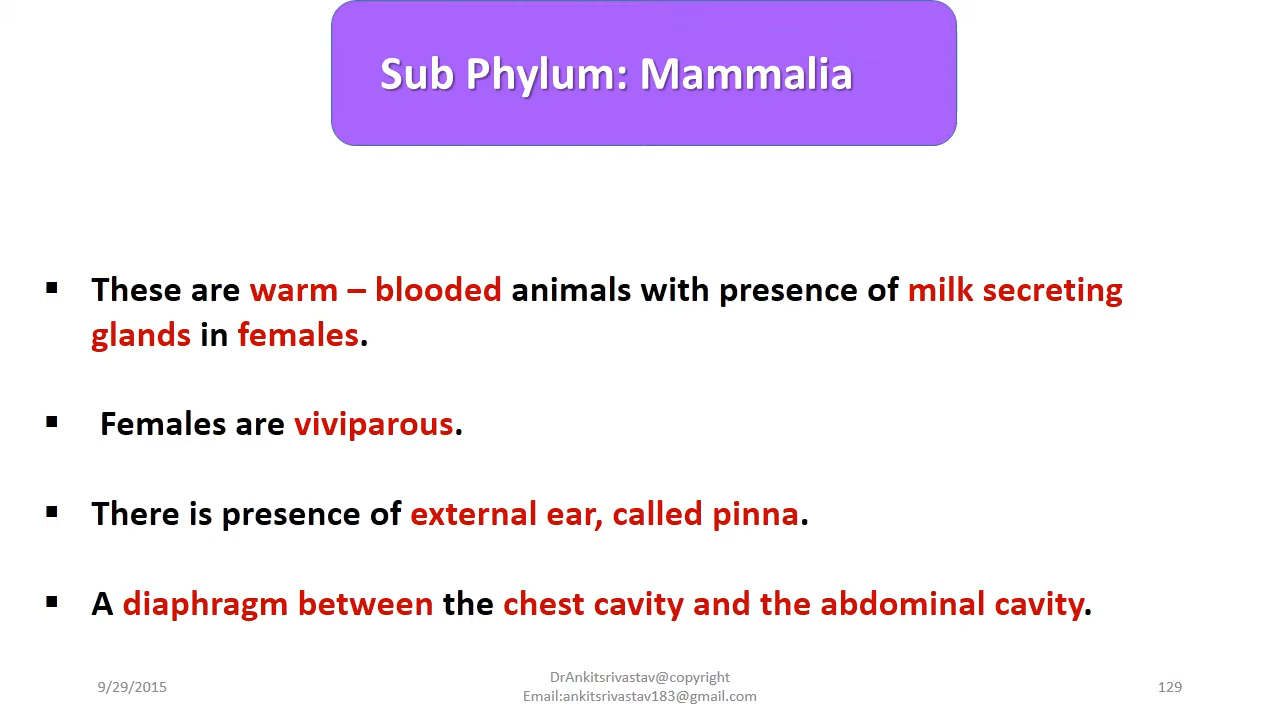 Sub Phylum: Mammalia
▪ These are warm – blooded animals with presence of milk secreting
glands in females.
▪ Females are viviparous.
▪ There is presence of external ear, called pinna.
▪ A diaphragm between the chest cavity and the abdominal cavity.
9/29/2015
DrAnkitsrivastav@copyright
Email:ankitsrivastav183@gmail.com
129